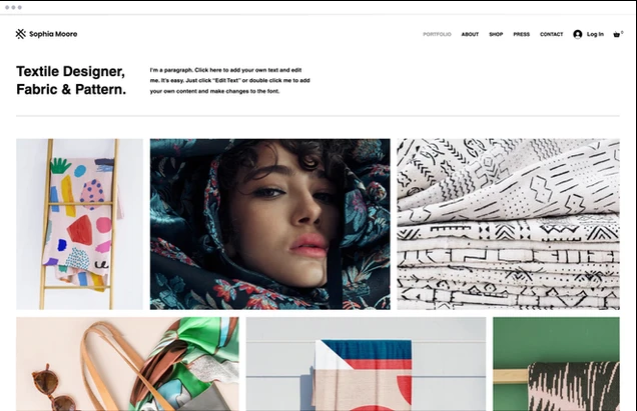 Sophia Moore
PORTFOLIO ABOUT SHOP PRESS CONTACT Log In 0
Textile Designer,
Fabric & Pattern.
I'm a paragraph. Click here to add your own text and edit
me. It's easy. Just click "Edit Text" or double click me to add
your own content and make changes to the font.